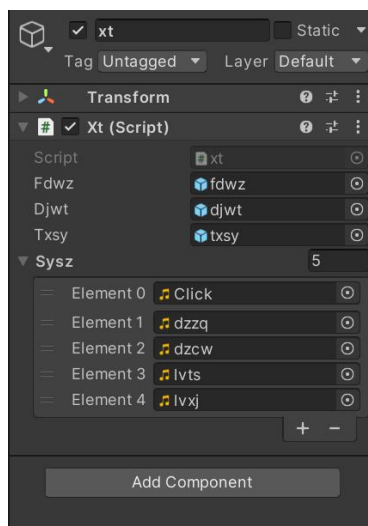 xt Static
Tag Untagged Layer Default
Transform
# Xt (Script)
Script # xt
Fdwz fdwz
Djwt djwt
Txsy txsy
Sysz 5
Element 0 Click
Element 1 dzzq
Element 2 dzcw
Element 3 lvts
Element 4 lvxj
+ −
Add Component